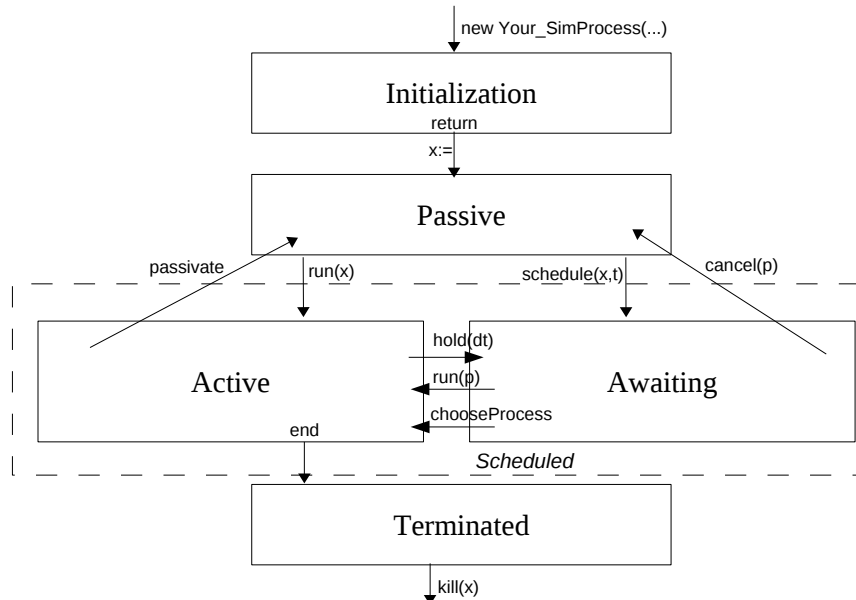 new Your_SimProcess(...)
Initialization
return
x:=
Passive
passivate
run(x)
schedule(x,t)
cancel(p)
hold(dt)
Active
run(p)
Awaiting
chooseProcess
end
Scheduled
Terminated
kill(x)